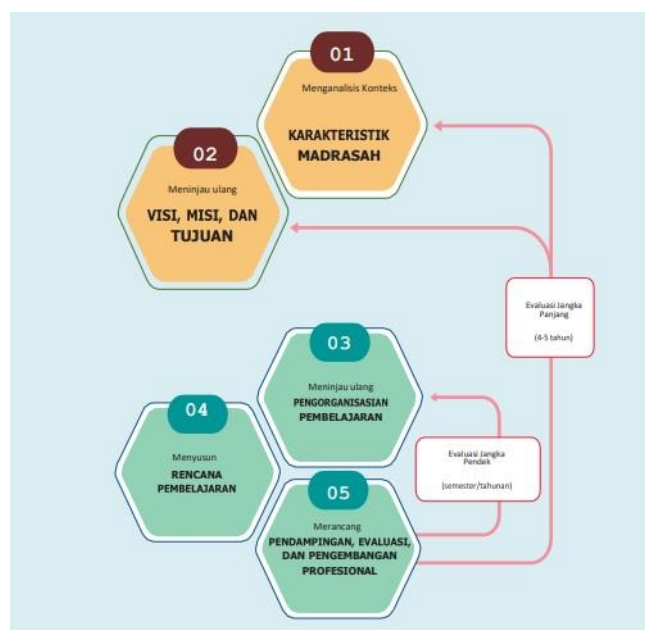 01
Menganalisis Konteks
KARAKTERISTIK
MADRASAH
02
Meninjau ulang
VISI, MISI, DAN
TUJUAN
Evaluasi Jangka
Panjang
(4-5 tahun)
03
Meninjau ulang
PENGORGANISASIAN
PEMBELAJARAN
04
Menyusun
RENCANA
PEMBELAJARAN
Evaluasi Jangka
Pendek
(semester/tahunan)
05
Merancang
PENDAMPINGAN, EVALUASI,
DAN PENGEMBANGAN
PROFESIONAL